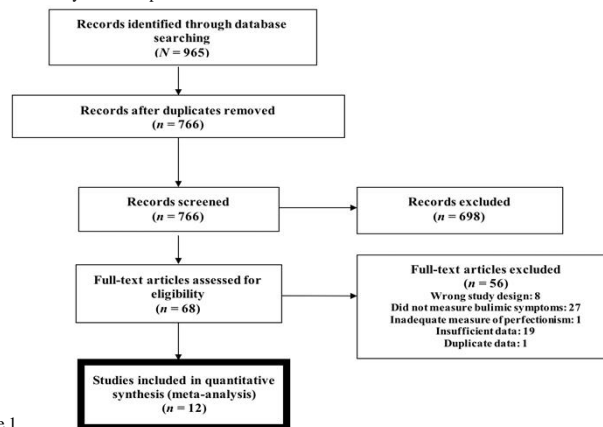 Records identified through database
searching
(N = 965)
Records after duplicates removed
(n = 766)
Records screened
(n = 766)
Records excluded
(n = 698)
Full-text articles assessed for
eligibility
(n = 68)
Full-text articles excluded
(n = 56)
Wrong study design: 8
Did not measure bulimic symptoms: 27
Inadequate measure of perfectionism: 1
Insufficient data: 19
Duplicate data: 1
Studies included in quantitative
synthesis (meta-analysis)
(n = 12)